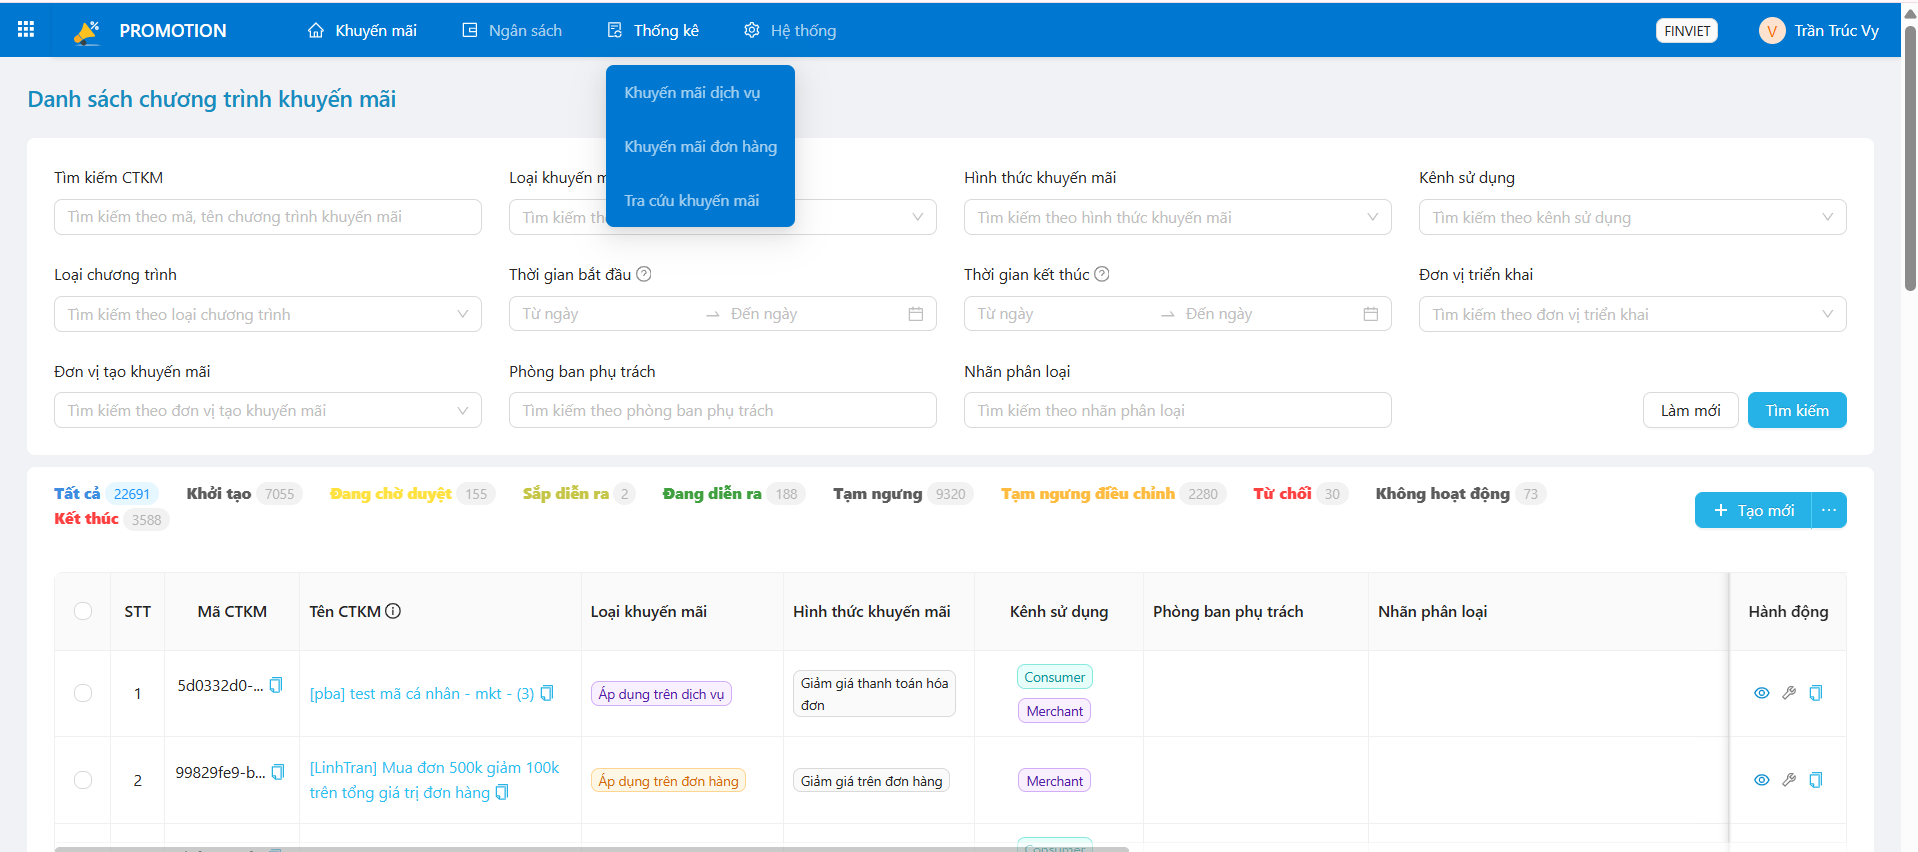 PROMOTION
Khuyến mãi
Ngân sách
Thống kê
Hệ thống
FINVIET
V
Trần Trúc Vy
Khuyến mãi dịch vụ
Khuyến mãi đơn hàng
Tra cứu khuyến mãi
Danh sách chương trình khuyến mãi
Tìm kiếm CTKM
Loại khuyến m
Hình thức khuyến mãi
Kênh sử dụng
Tìm kiếm theo mã, tên chương trình khuyến mãi
Tìm kiếm th
Tìm kiếm theo hình thức khuyến mãi
Tìm kiếm theo kênh sử dụng
Loại chương trình
Thời gian bắt đầu
Thời gian kết thúc
Đơn vị triển khai
Tìm kiếm theo loại chương trình
Từ ngày → Đến ngày
Từ ngày → Đến ngày
Tìm kiếm theo đơn vị triển khai
Đơn vị tạo khuyến mãi
Phòng ban phụ trách
Nhãn phân loại
Tìm kiếm theo đơn vị tạo khuyến mãi
Tìm kiếm theo phòng ban phụ trách
Tìm kiếm theo nhãn phân loại
Làm mới
Tìm kiếm
Tất cả 22691
Khởi tạo 7055
Đang chờ duyệt 155
Sắp diễn ra 2
Đang diễn ra 188
Tạm ngưng 9320
Tạm ngưng điều chỉnh 2280
Từ chối 30
Không hoạt động 73
Kết thúc 3588
+ Tạo mới ...
STT
Mã CTKM
Tên CTKM
Loại khuyến mãi
Hình thức khuyến mãi
Kênh sử dụng
Phòng ban phụ trách
Nhãn phân loại
Hành động
1
5d0332d0-...
[pba] test mã cá nhân - mkt - (3)
Áp dụng trên dịch vụ
Giảm giá thanh toán hóa
đơn
Consumer
Merchant
2
99829fe9-b...
[LinhTran] Mua đơn 500k giảm 100k
trên tổng giá trị đơn hàng
Áp dụng trên đơn hàng
Giảm giá trên đơn hàng
Merchant
Consumer